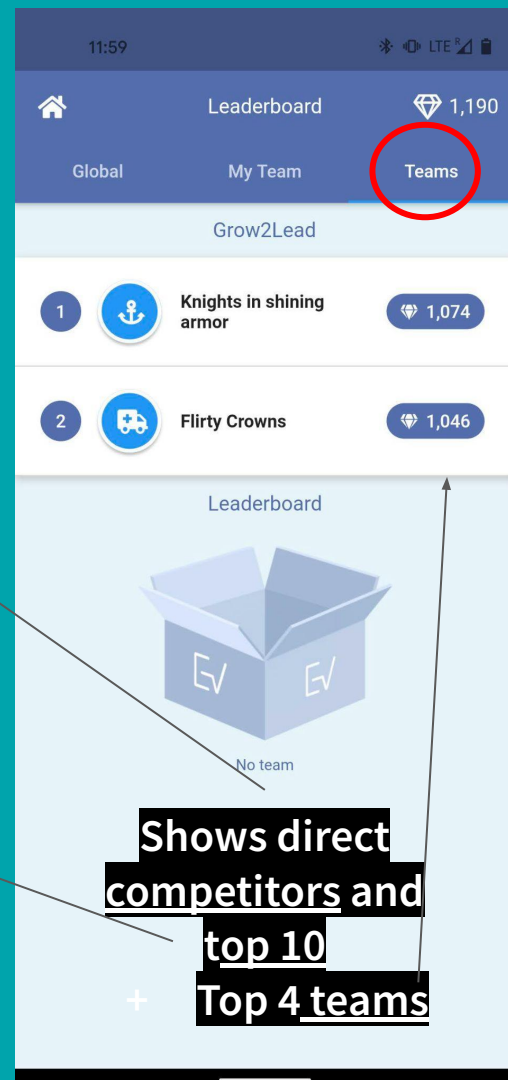 11:59
LTE R
Leaderboard 1,190
Global My Team Teams
Grow2Lead
1 Knights in shining
armor 1,074
2 Flirty Crowns 1,046
Leaderboard
EV EV
No team
Shows direct
competitors and
top 10
+ Top 4 teams